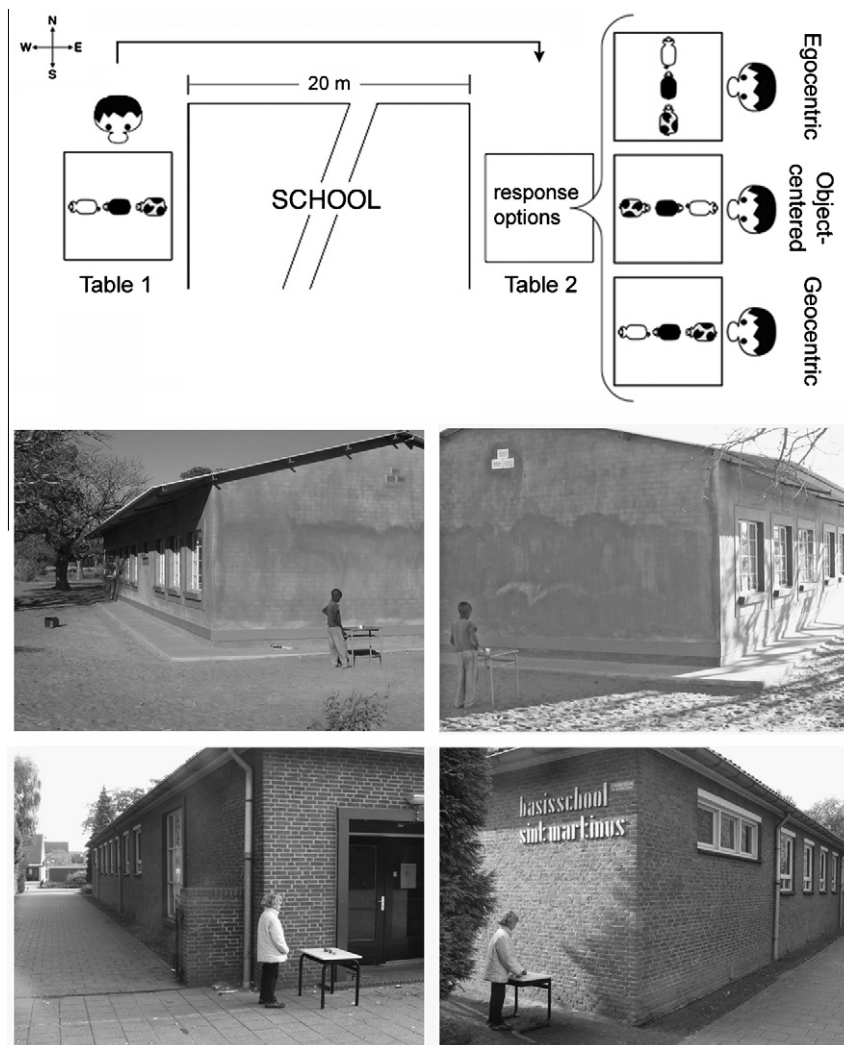 N
W E
S
20 m
SCHOOL
Table 1
response
options
Table 2
Egocentric
Object-
centered
Geocentric
basisschool
sint martinus